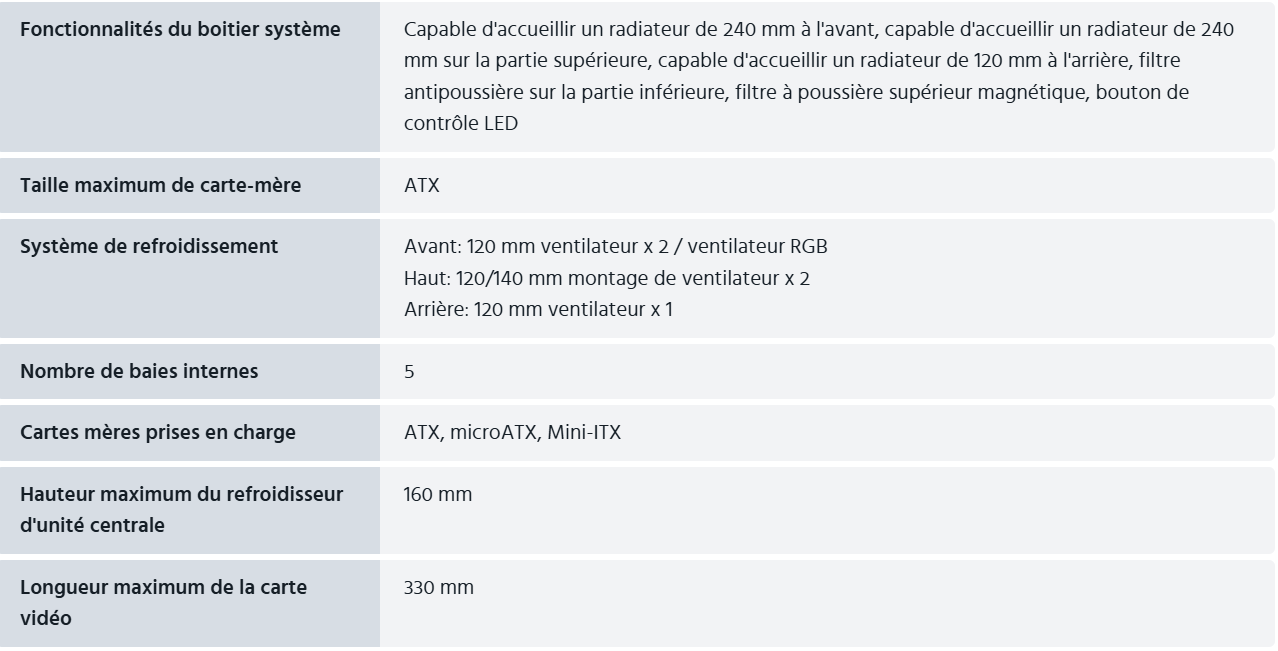 Fonctionnalités du boitier système
Capable d'accueillir un radiateur de 240 mm à l'avant, capable d'accueillir un radiateur de 240
mm sur la partie supérieure, capable d'accueillir un radiateur de 120 mm à l'arrière, filtre
antipoussière sur la partie inférieure, filtre à poussière supérieur magnétique, bouton de
contrôle LED
Taille maximum de carte-mère
ATX
Système de refroidissement
Avant: 120 mm ventilateur x 2 / ventilateur RGB
Haut: 120/140 mm montage de ventilateur x 2
Arrière: 120 mm ventilateur x 1
Nombre de baies internes
5
Cartes mères prises en charge
ATX, microATX, Mini-ITX
Hauteur maximum du refroidisseur
d'unité centrale
160 mm
Longueur maximum de la carte
vidéo
330 mm